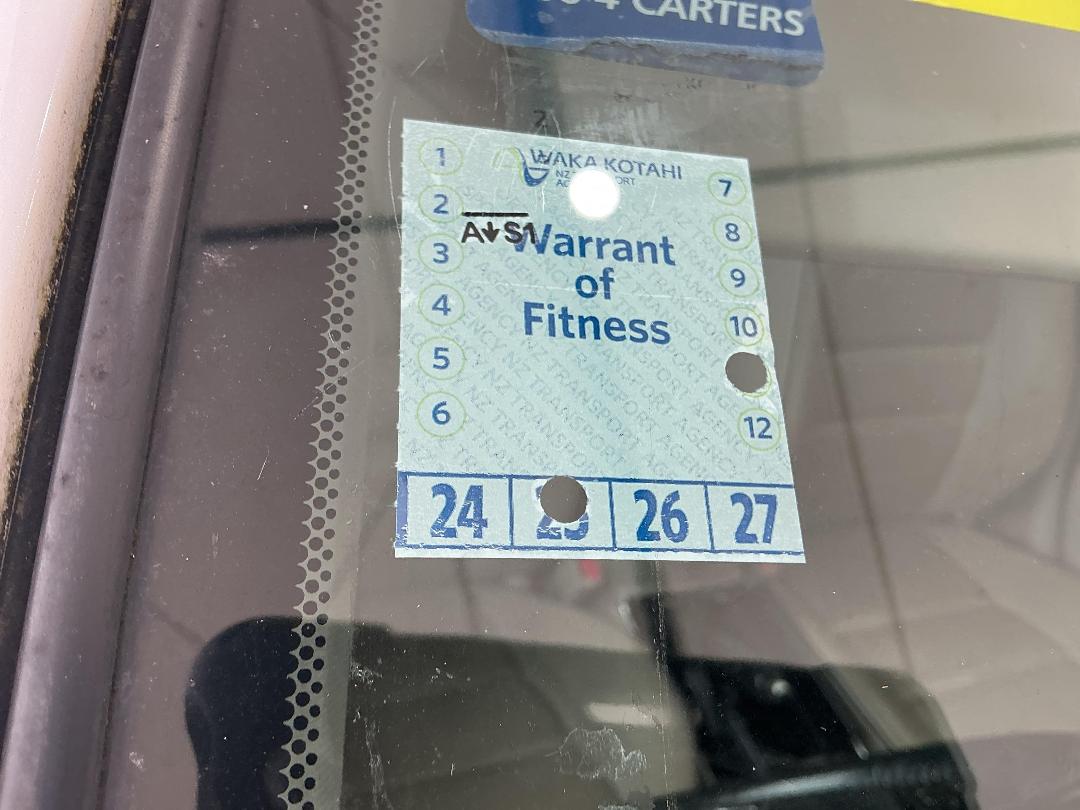 CARTERS
WAKA KOTAHI
NZ
1
2
3
4
5
6
A↓S1
Warrant
of
Fitness
7
8
9
10
12
24
26
27